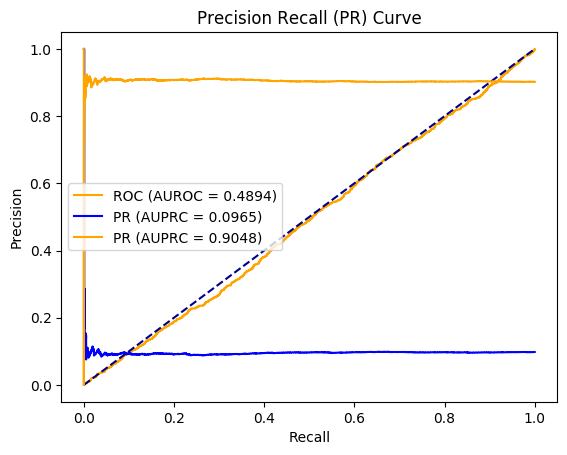 Precision Recall (PR) Curve
1.0
0.8
0.6
0.4
0.2
0.0
Precision
ROC (AUROC = 0.4894)
PR (AUPRC = 0.0965)
PR (AUPRC = 0.9048)
0.0 0.2 0.4 0.6 0.8 1.0
Recall